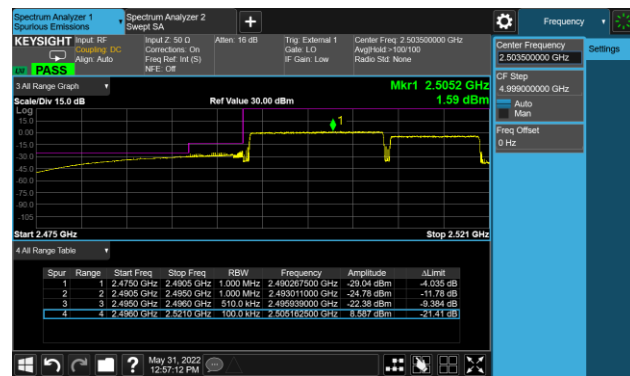 Spectrum Analyzer 1
Spurious Emissions
Spectrum Analyzer 2
Swept SA
Frequency
KEYSIGHT
Input: RF
Coupling: DC
Align: Auto
Input Z: 50 Ω
Corrections: On
Freq Ref: Int (S)
NFE: Off
Atten: 16 dB
Trig: External 1
Gate: LO
IF Gain: Low
Center Freq: 2.503500000 GHz
Avg|Hold:>100/100
Radio Std: None
LW PASS
Center Frequency
2.503500000 GHz
Settings
CF Step
4.999000000 GHz
Auto
Man
Freq Offset
0 Hz
3 All Range Graph
Mkr1 2.5052 GHz
1.59 dBm
Scale/Div 15.0 dB
Ref Value 30.00 dBm
Log
15.0
0.00
-15.0
-30.0
-45.0
-60.0
-75.0
-90.0
-105
1
Start 2.475 GHz
Stop 2.521 GHz
4 All Range Table
Spur Range Start Freq Stop Freq RBW Frequency Amplitude ΔLimit
1 1 2.4750 GHz 2.4905 GHz 1.000 MHz 2.490267500 GHz -29.04 dBm -4.035 dB
2 2 2.4905 GHz 2.4950 GHz 1.000 MHz 2.493011000 GHz -24.78 dBm -11.78 dB
3 3 2.4950 GHz 2.4960 GHz 510.0 kHz 2.495939000 GHz -22.38 dBm -9.384 dB
4 4 2.4960 GHz 2.5210 GHz 100.0 kHz 2.505162500 GHz 8.587 dBm -21.41 dB
May 31, 2022
12:57:12 PM